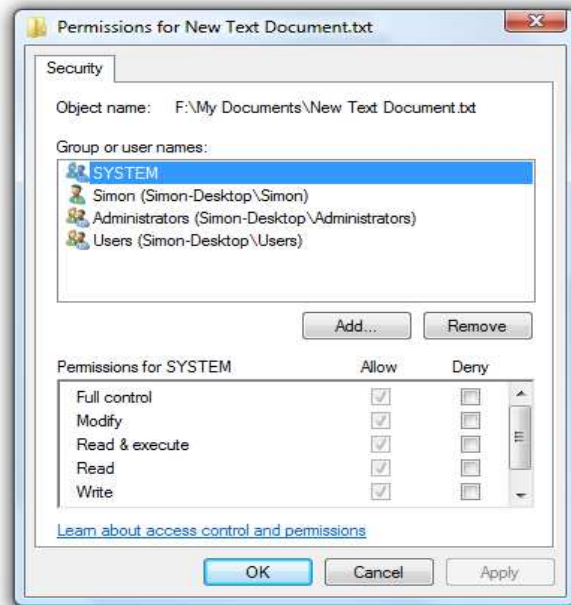 Permissions for New Text Document.txt
Security
Object name: F:\My Documents\New Text Document.txt
Group or user names:
SYSTEM
Simon (Simon-Desktop\Simon)
Administrators (Simon-Desktop\Administrators)
Users (Simon-Desktop\Users)
Add... Remove
Permissions for SYSTEM Allow Deny
Full control
Modify
Read & execute
Read
Write
Learn about access control and permissions
OK Cancel Apply